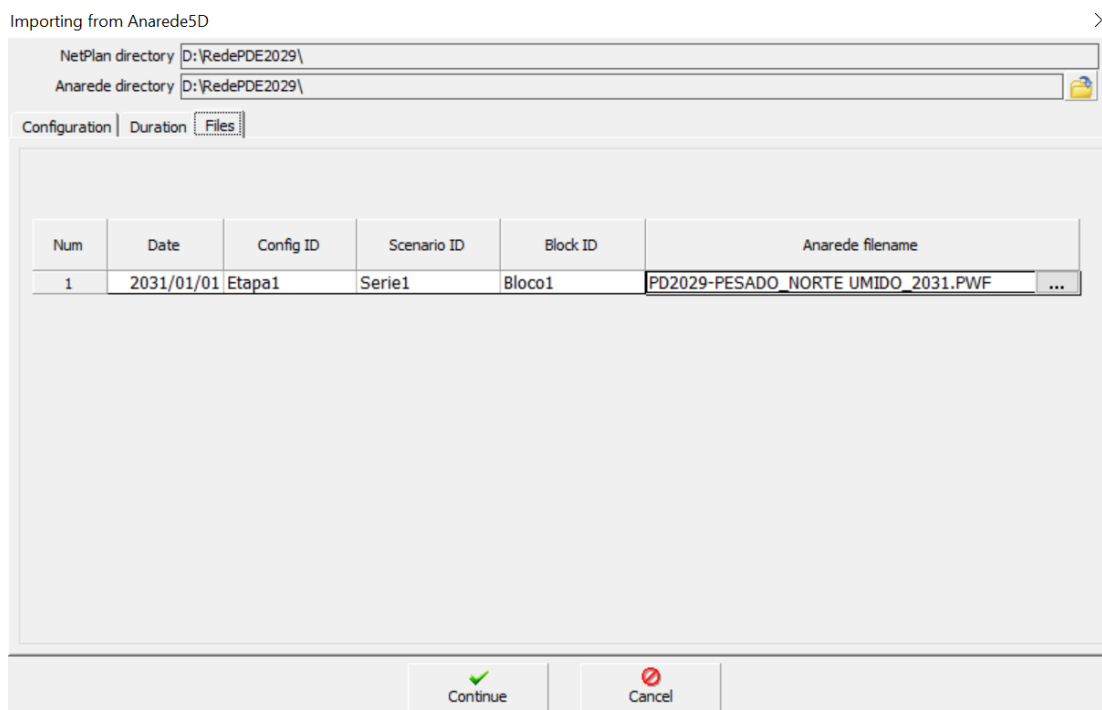 Importing from Anarede5D
NetPlan directory D:\RedePDE2029\
Anarede directory D:\RedePDE2029\
Configuration Duration Files
Num Date Config ID Scenario ID Block ID Anarede filename
1 2031/01/01 Etapa1 Serie1 Bloco1 PD2029-PESADO_NORTE UMIDO_2031.PWF ...
Continue Cancel